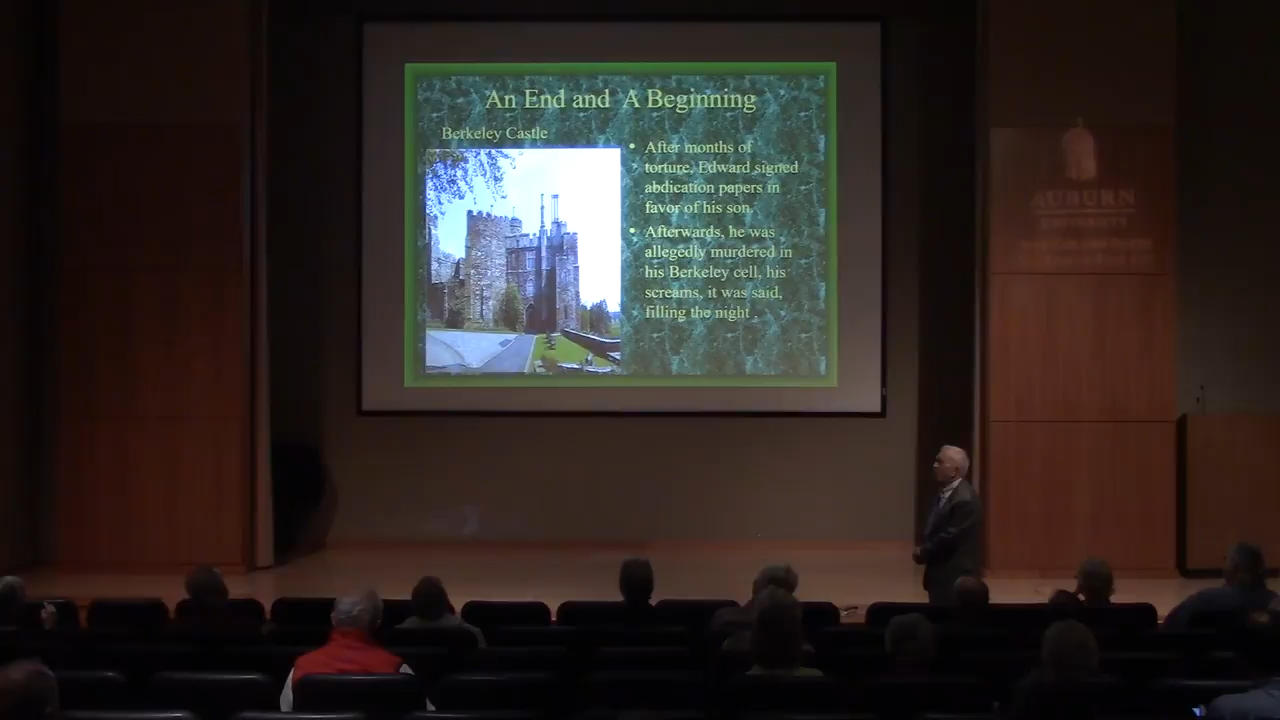 An End and A Beginning
Berkeley Castle
• After months of
torture, Edward signed
abdication papers in
favor of his son.
• Afterwards, he was
allegedly murdered in
his Berkeley cell, his
screams, it was said,
filling the night .
AUBURN
UNIVERSITY